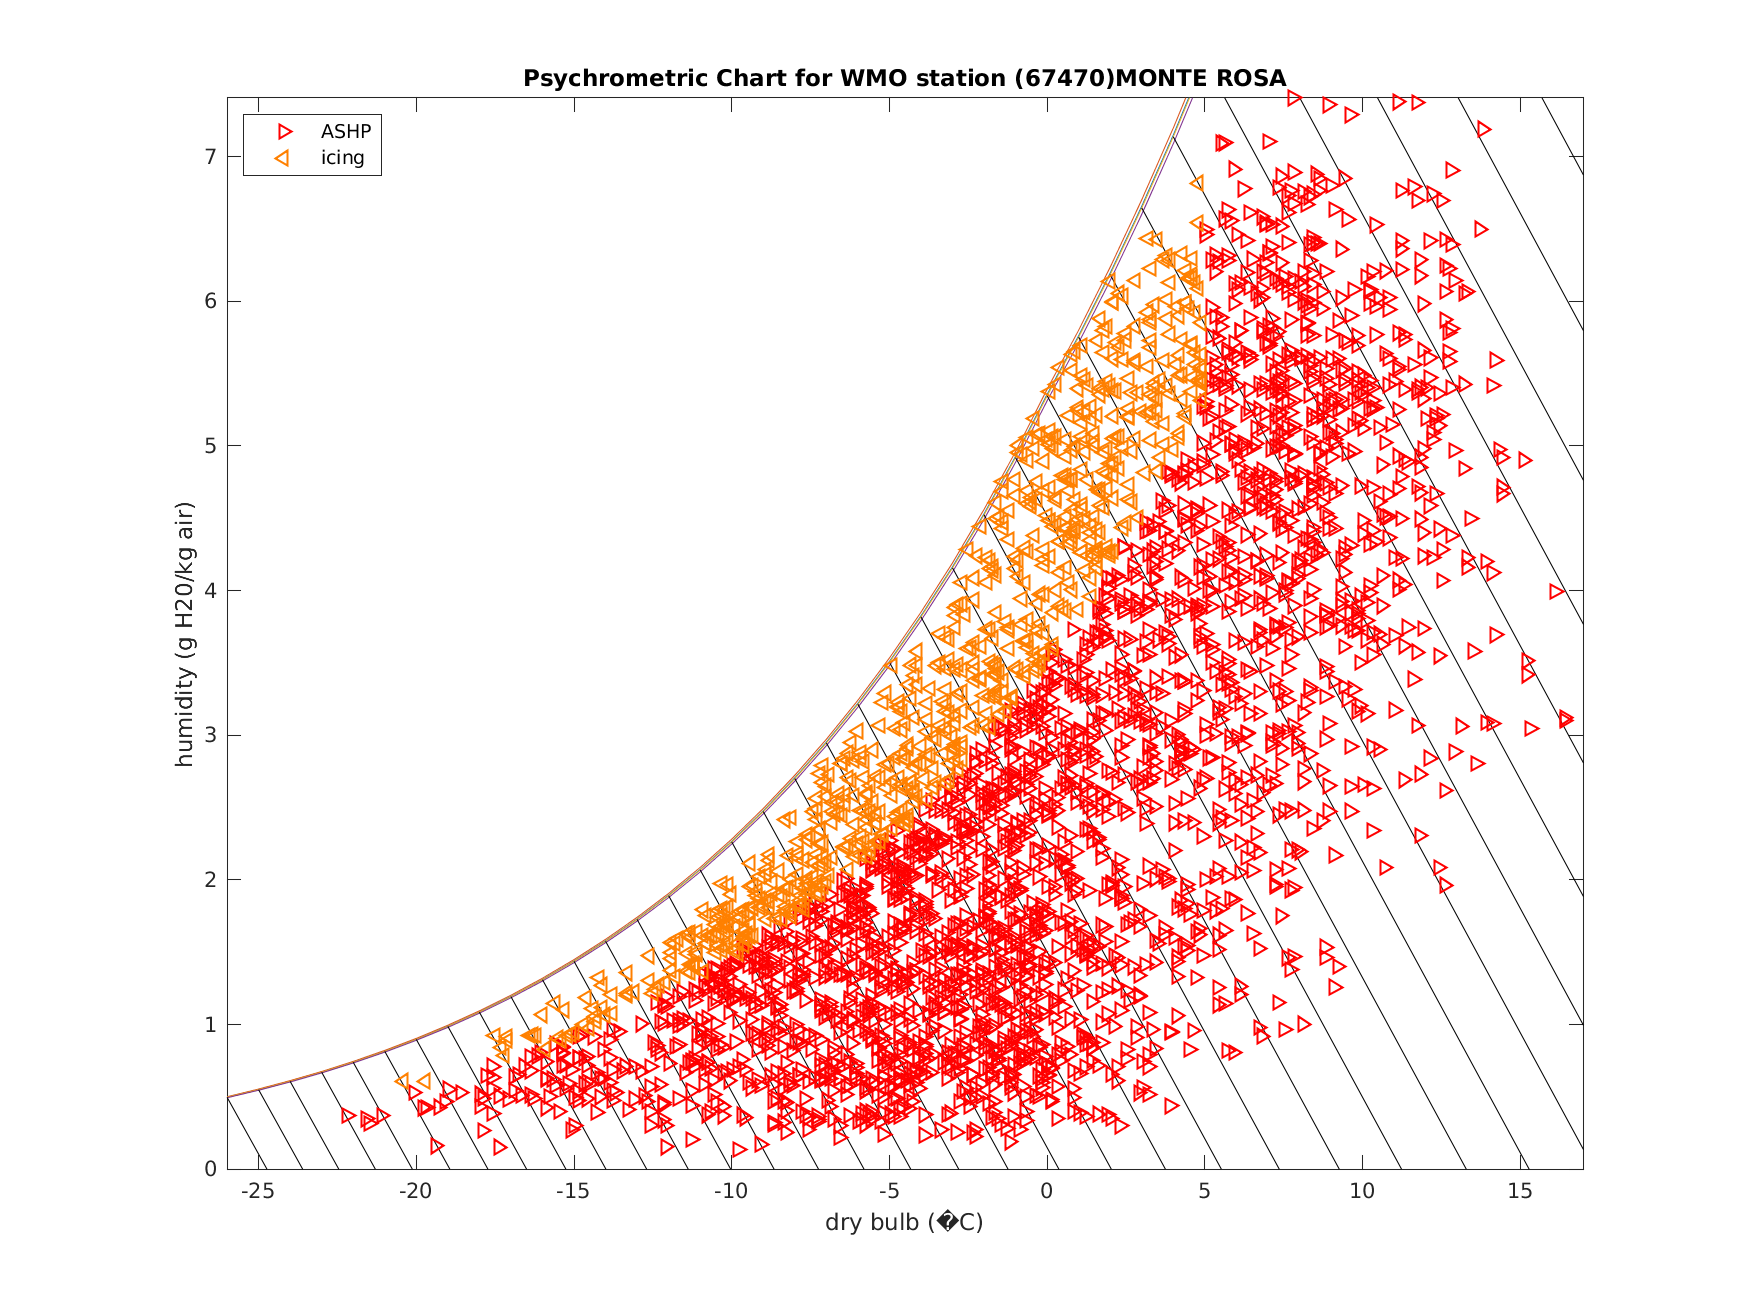 Psychrometric Chart for WMO station (67470)MONTE ROSA
ASHP
icing
7
6
5
4
3
2
1
0
humidity (g H20/kg air)
-25 -20 -15 -10 -5 0 5 10 15
dry bulb (�C)